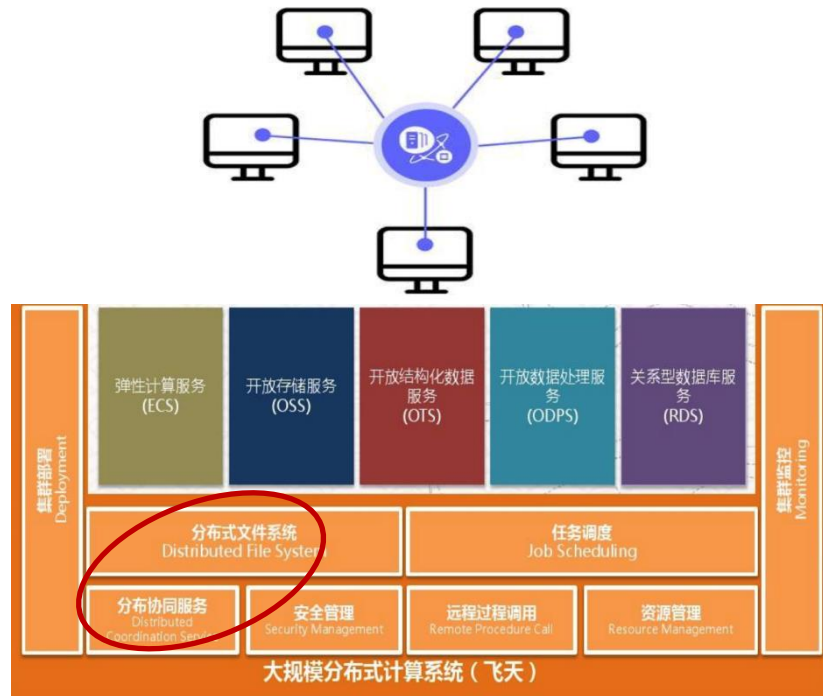 集群部署
Deployment
弹性计算服务
(ECS)
开放存储服务
(OSS)
开放结构化数据
服务
(OTS)
开放数据处理服
务
(ODPS)
关系型数据库服
务
(RDS)
集群监控
Monitoring
分布式文件系统
Distributed File System
任务调度
Job Scheduling
分布协同服务
Distributed
Coordination Service
安全管理
Security Management
远程过程调用
Remote Procedure Call
资源管理
Resource Management
大规模分布式计算系统（飞天）